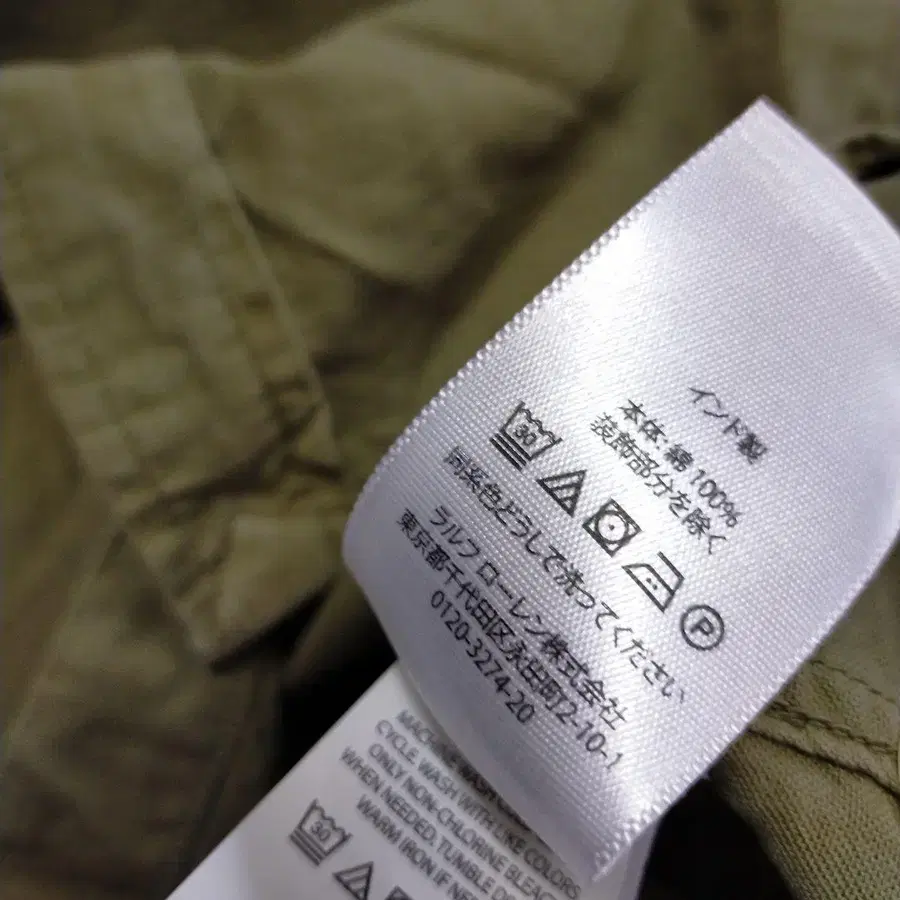 インド製
本体: 綿 100%
装飾部分を除く
30
P
同系色どうしで洗ってください
ラルフ ローレン株式会社
東京都千代田区永田町2-10-1
0120-3274-20
MACHINE WASH
CYCLE. WASH WITH LIKE COLORS
ONLY NON-CHLORINE BLEACH
WHEN NEEDED. TUMBLE
WARM IRON IF
30